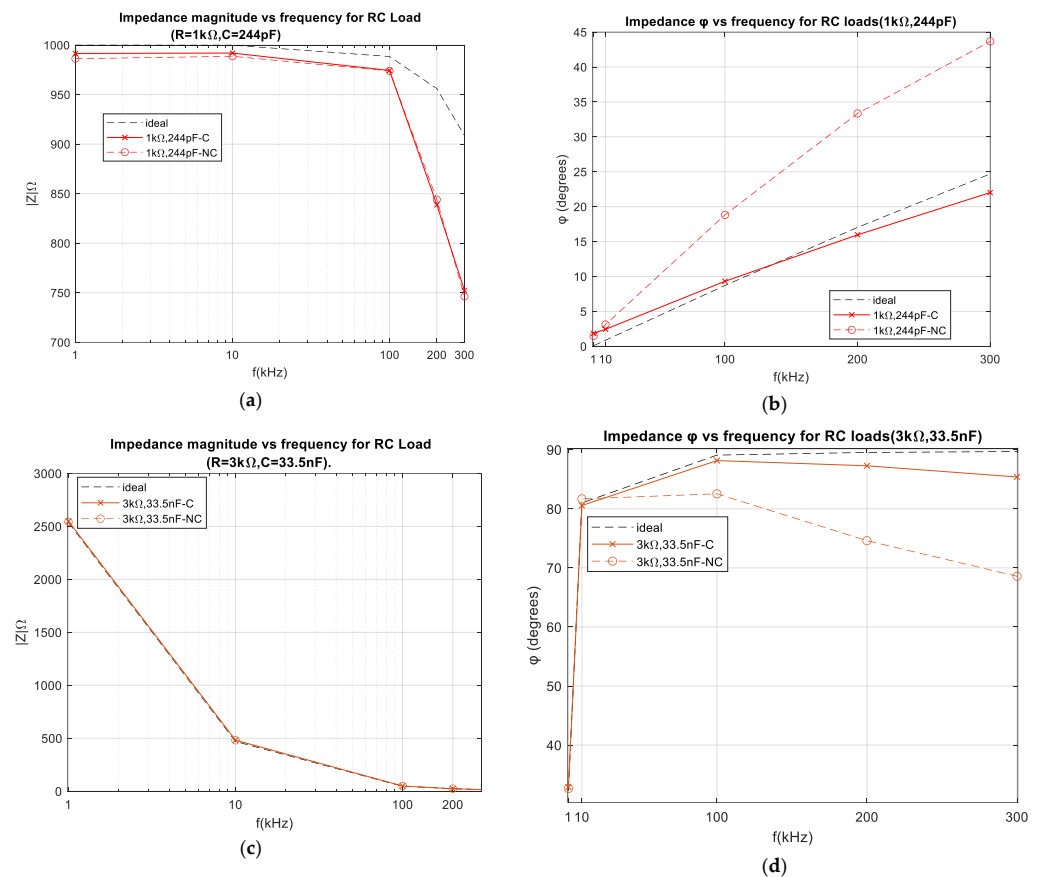 Impedance magnitude vs frequency for RC Load
(R=1kΩ,C=244pF)
1000
950
900
850
800
750
700
|Z|Ω
ideal
1kΩ,244pF-C
1kΩ,244pF-NC
1 10 100 200 300
f(kHz)
(a)
Impedance φ vs frequency for RC loads(1kΩ,244pF)
45
40
35
30
25
20
15
10
5
0
φ (degrees)
ideal
1kΩ,244pF-C
1kΩ,244pF-NC
1 10 100 200 300
f(kHz)
(b)
Impedance magnitude vs frequency for RC Load
(R=3kΩ,C=33.5nF).
3000
2500
2000
1500
1000
500
0
|Z|Ω
ideal
3kΩ,33.5nF-C
3kΩ,33.5nF-NC
1 10 100 200
f(kHz)
(c)
Impedance φ vs frequency for RC loads(3kΩ,33.5nF)
90
80
70
60
50
40
φ (degrees)
ideal
3kΩ,33.5nF-C
3kΩ,33.5nF-NC
1 10 100 200 300
f(kHz)
(d)